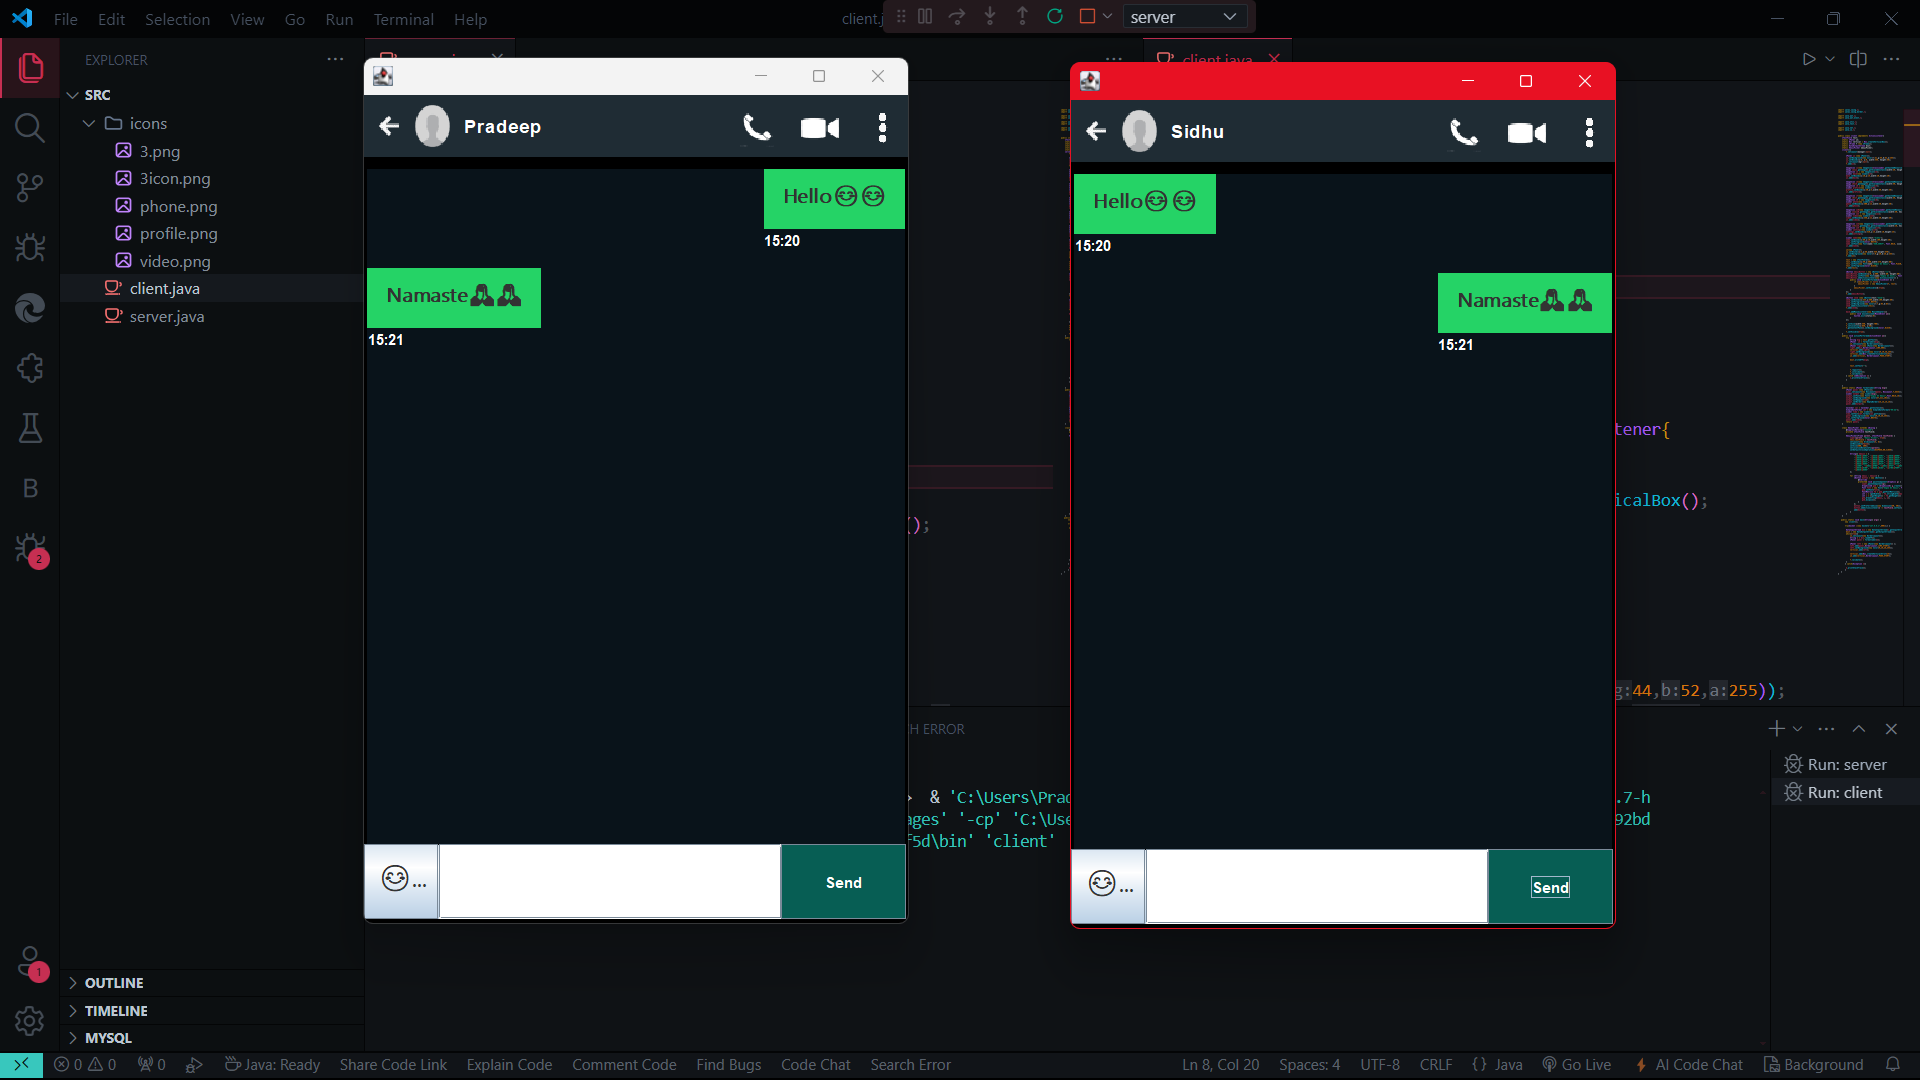 File Edit Selection View Go Run Terminal Help
client.j
server
EXPLORER
SRC
icons
3.png
3icon.png
phone.png
profile.png
video.png
client.java
server.java
OUTLINE
TIMELINE
MYSQL
B
2
1
Pradeep
Hello😊😊
15:20
Namaste🙏🙏
15:21
😊...
Send
client.java
Sidhu
Hello😊😊
15:20
Namaste🙏🙏
15:21
😊...
Send
();
tener{
icalBox();
g:44,b:52,a:255));
CH ERROR
& 'C:\Users\Prad
.7-h
ages' '-cp' 'C:\Use
92bd
f5d\bin' 'client'
Run: server
Run: client
0 0 0 Java: Ready Share Code Link Explain Code Comment Code Find Bugs Code Chat Search Error Ln 8, Col 20 Spaces: 4 UTF-8 CRLF {} Java Go Live AI Code Chat Background